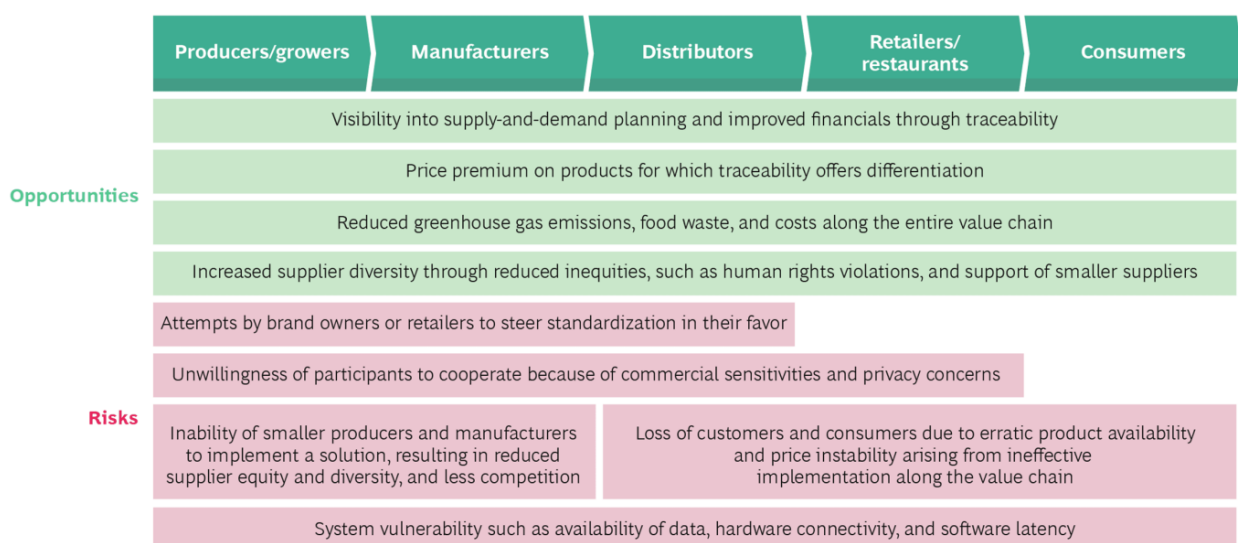 Producers/growers
Manufacturers
Distributors
Retailers/
restaurants
Consumers
Opportunities
Visibility into supply-and-demand planning and improved financials through traceability
Price premium on products for which traceability offers differentiation
Reduced greenhouse gas emissions, food waste, and costs along the entire value chain
Increased supplier diversity through reduced inequities, such as human rights violations, and support of smaller suppliers
Risks
Attempts by brand owners or retailers to steer standardization in their favor
Unwillingness of participants to cooperate because of commercial sensitivities and privacy concerns
Inability of smaller producers and manufacturers
to implement a solution, resulting in reduced
supplier equity and diversity, and less competition
Loss of customers and consumers due to erratic product availability
and price instability arising from ineffective
implementation along the value chain
System vulnerability such as availability of data, hardware connectivity, and software latency